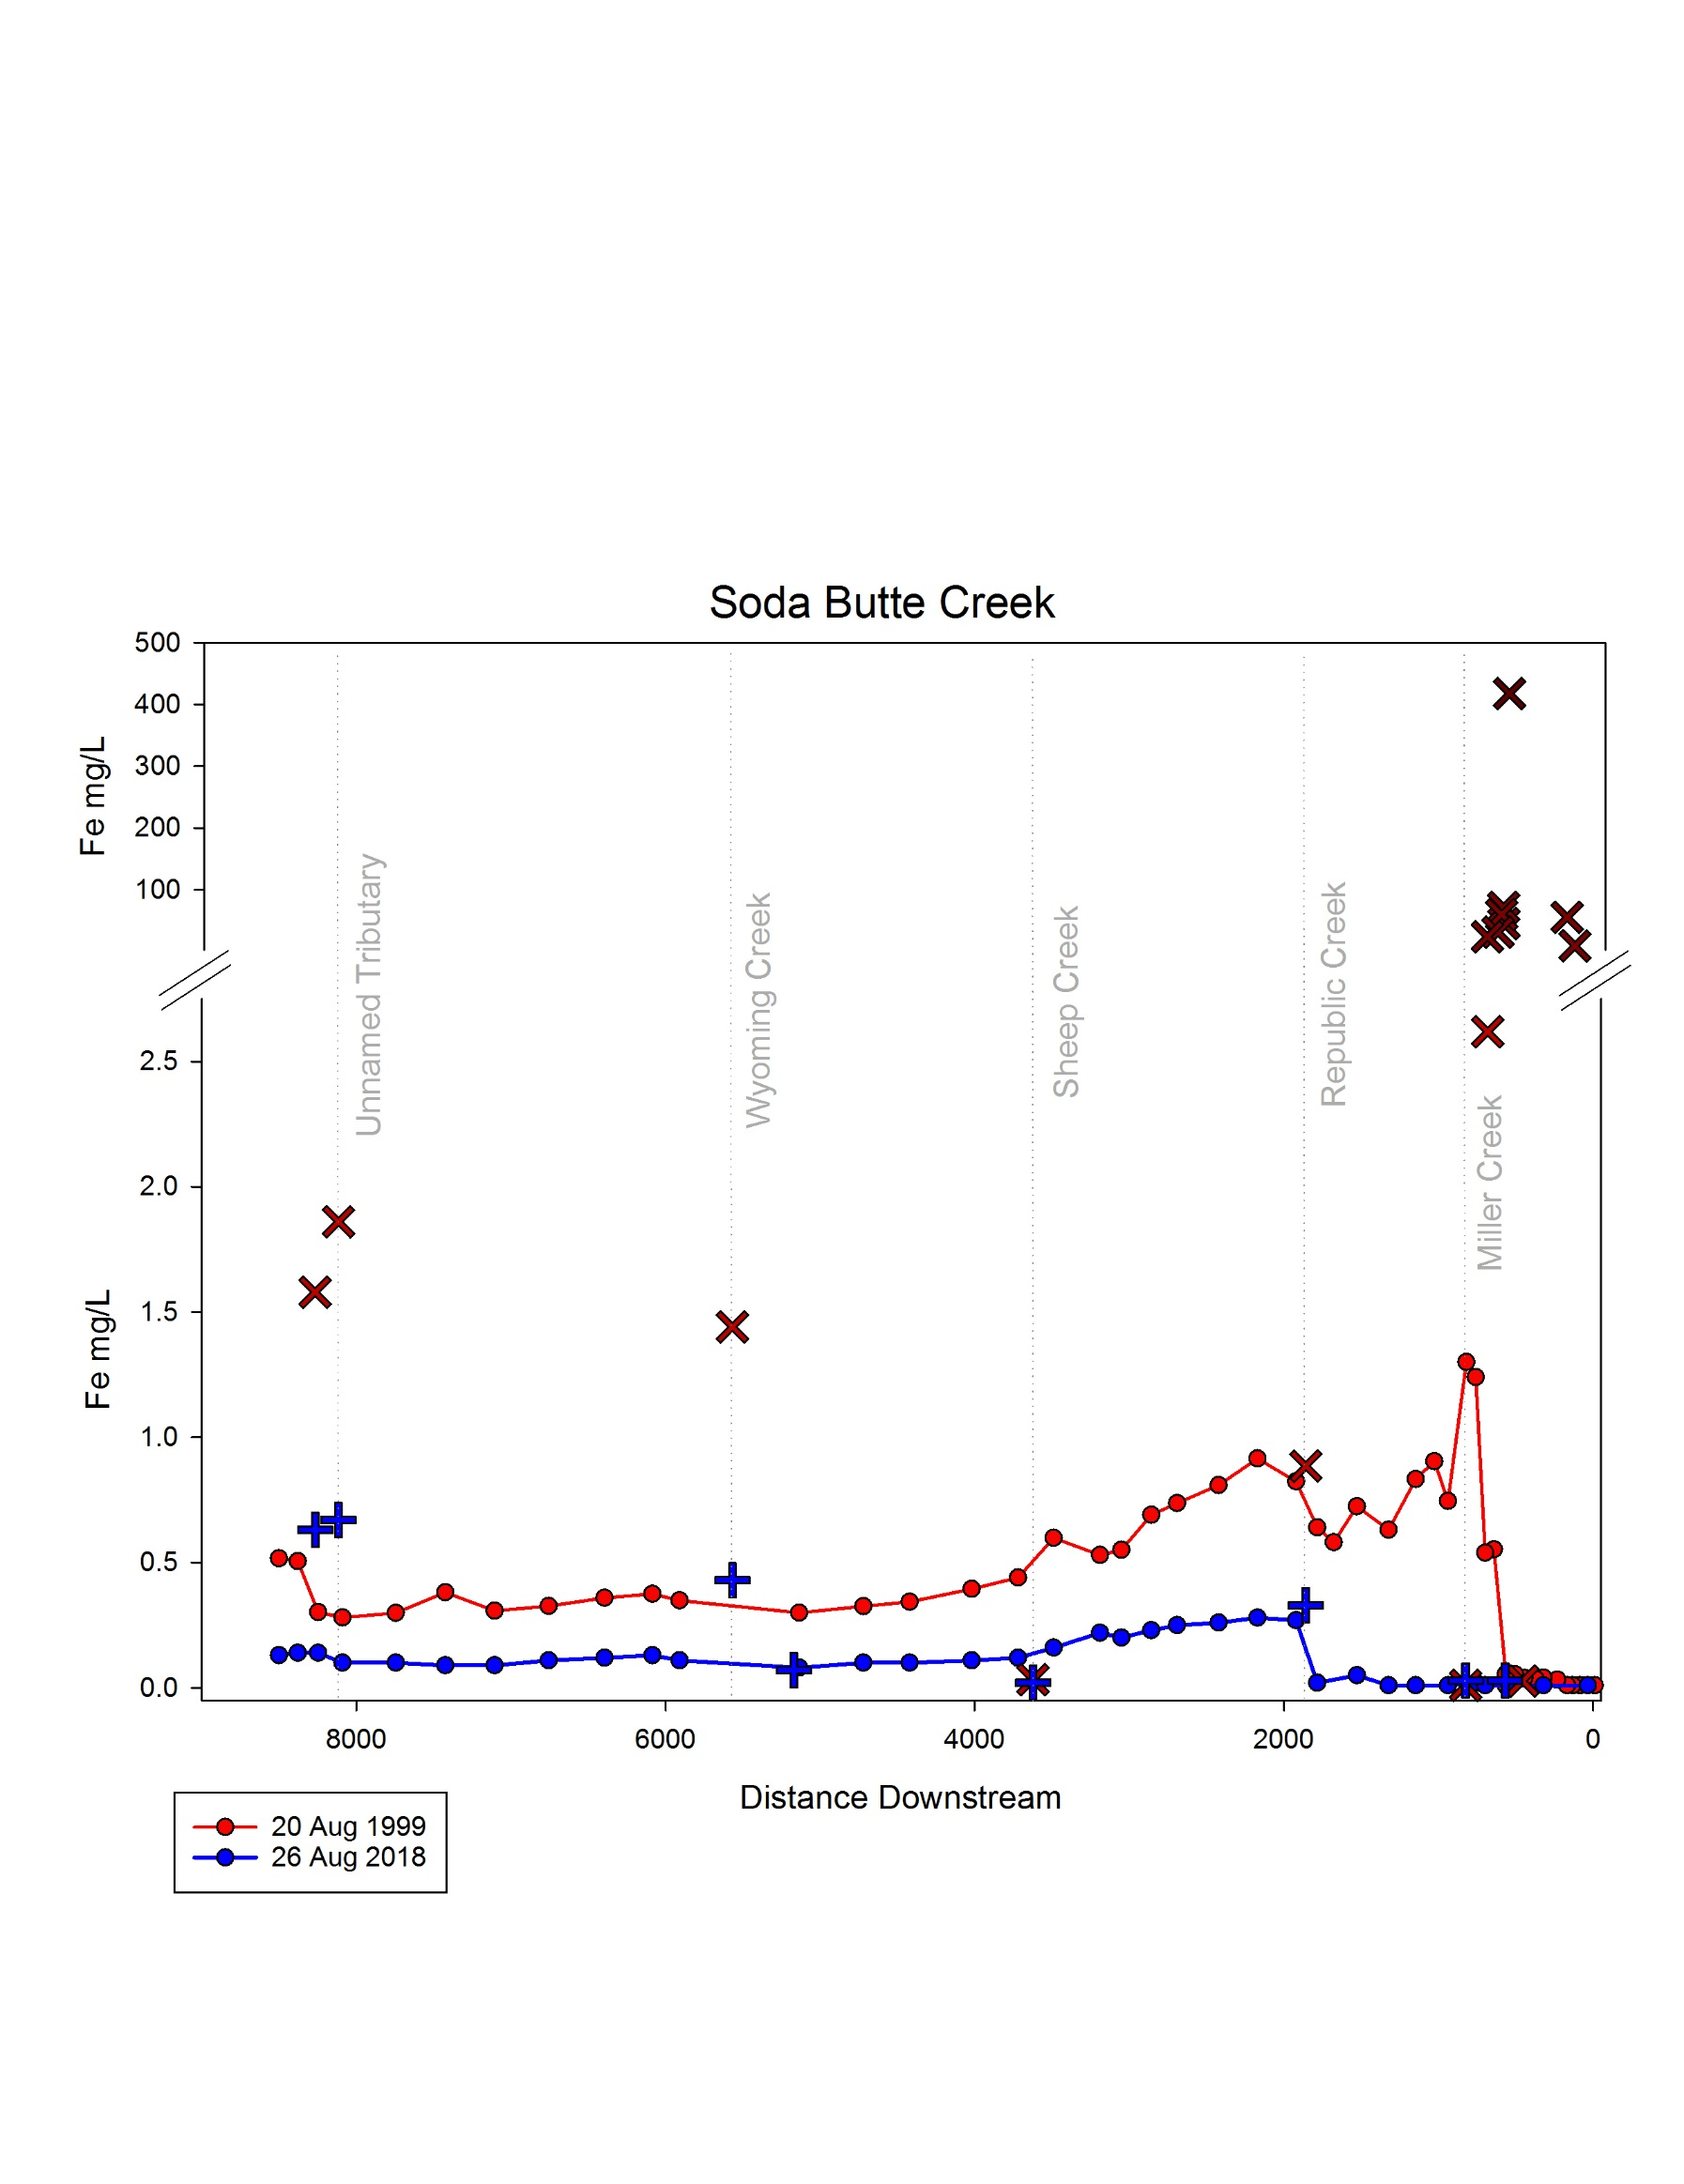 Soda Butte Creek
500
400
300
200
100
Fe mg/L
2.5
2.0
1.5
1.0
0.5
0.0
Fe mg/L
Unnamed Tributary
Wyoming Creek
Sheep Creek
Republic Creek
Miller Creek
8000
6000
4000
2000
0
Distance Downstream
20 Aug 1999
26 Aug 2018